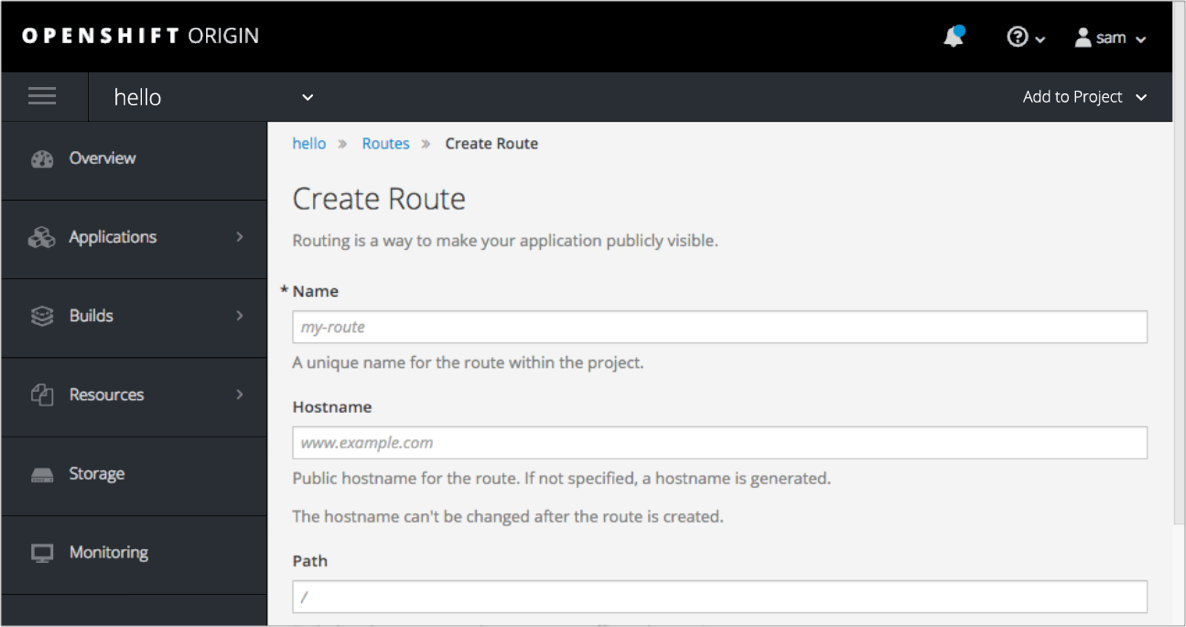 OPENSHIFT ORIGIN
sam
hello
Add to Project
Overview
Applications
Builds
Resources
Storage
Monitoring
hello » Routes » Create Route
Create Route
Routing is a way to make your application publicly visible.
* Name
my-route
A unique name for the route within the project.
Hostname
www.example.com
Public hostname for the route. If not specified, a hostname is generated.
The hostname can't be changed after the route is created.
Path
/